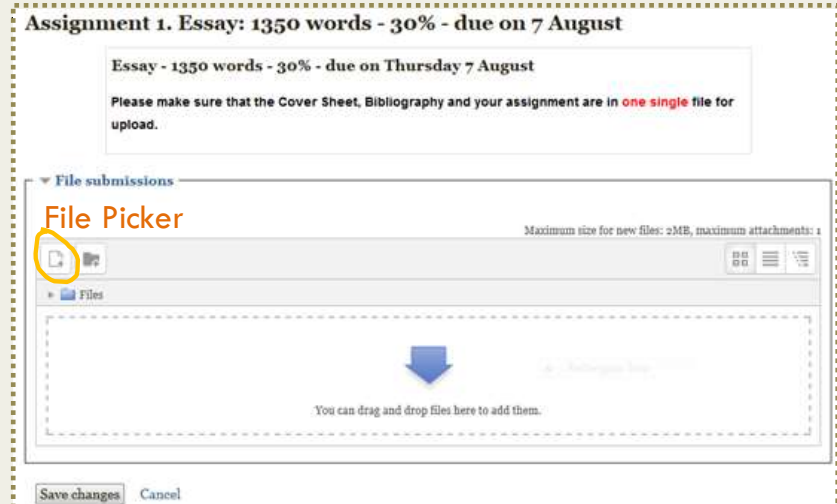 Assignment 1. Essay: 1350 words - 30% - due on 7 August
Essay - 1350 words - 30% - due on Thursday 7 August
Please make sure that the Cover Sheet, Bibliography and your assignment are in one single file for
upload.
File submissions
File Picker
Maximum size for new files: 2MB, maximum attachments: 1
Files
You can drag and drop files here to add them.
Save changes Cancel